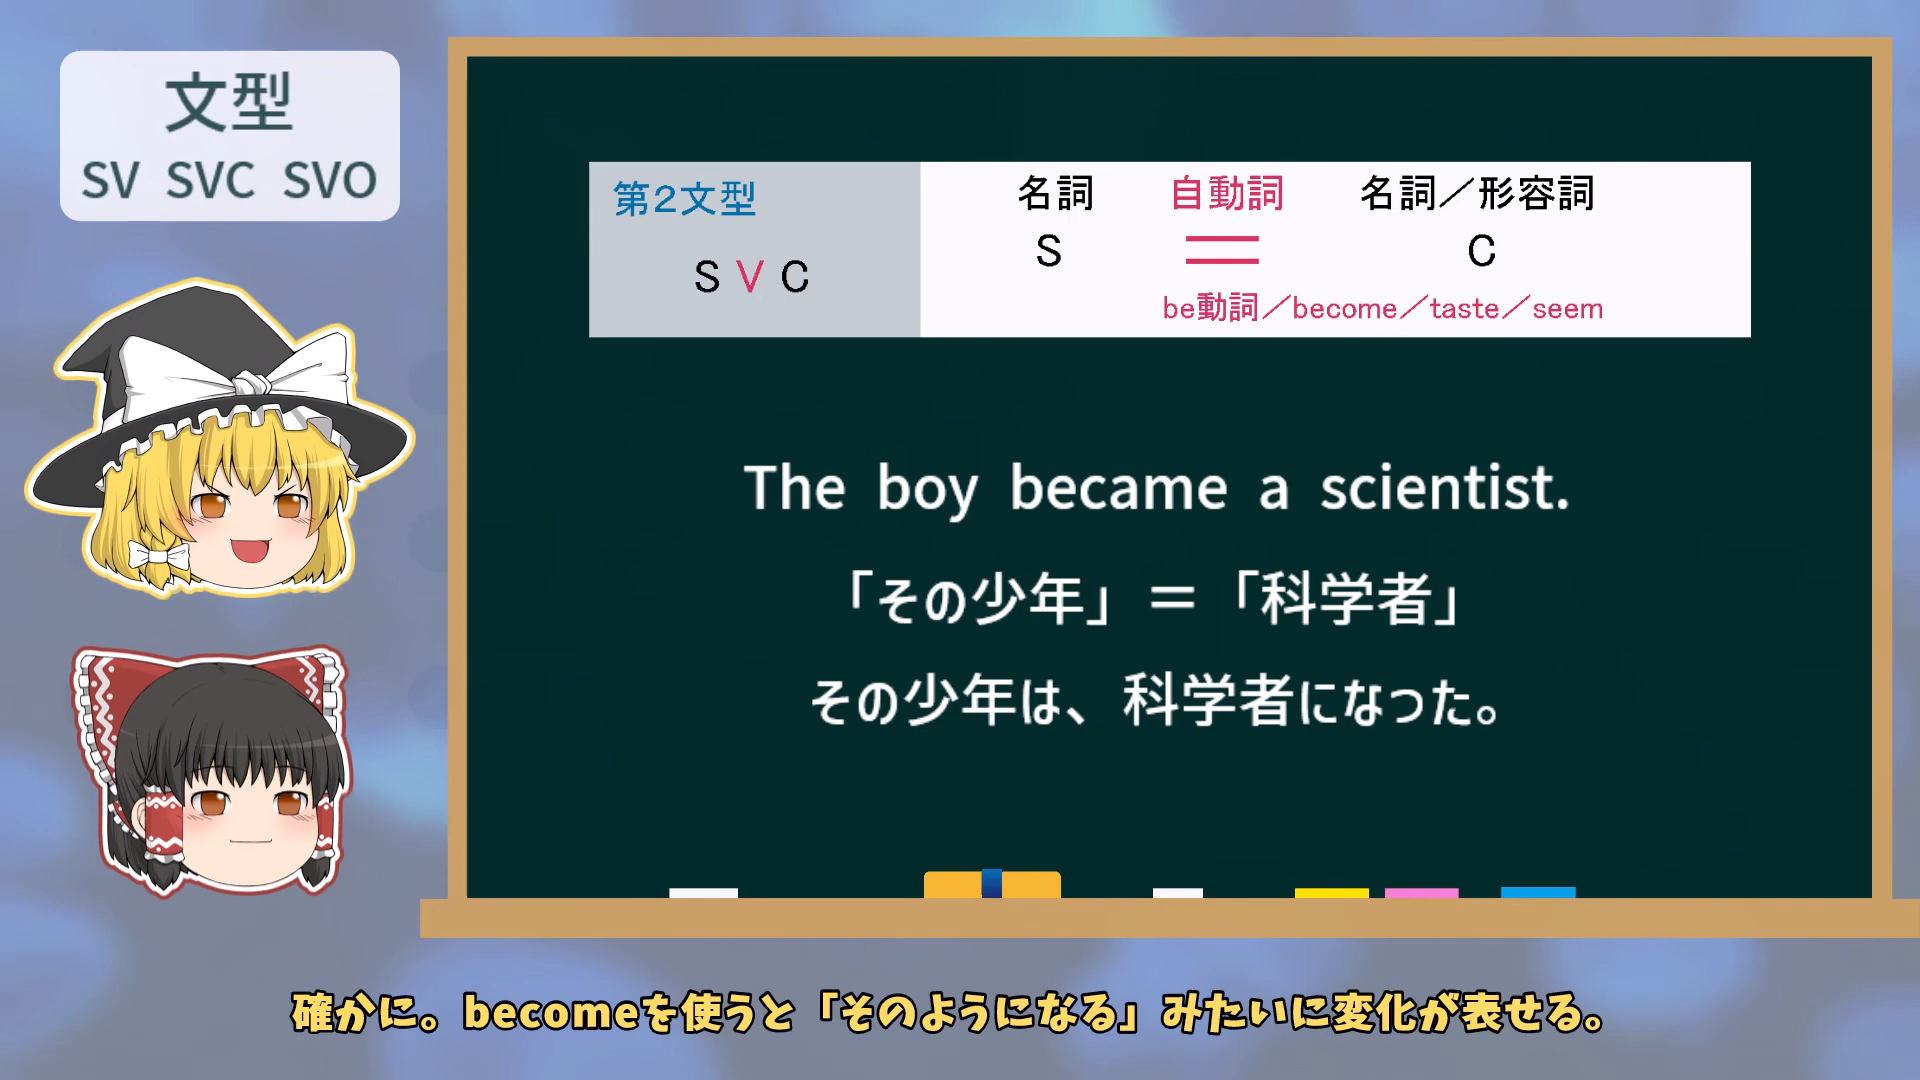 文型
SV SVC SVO
第2文型
S V C
名詞 自動詞 名詞／形容詞
S ＝ C
be動詞／become／taste／seem
The boy became a scientist.
「その少年」＝「科学者」
その少年は、科学者になった。
確かに。becomeを使うと「そのようになる」みたいに変化が表せる。